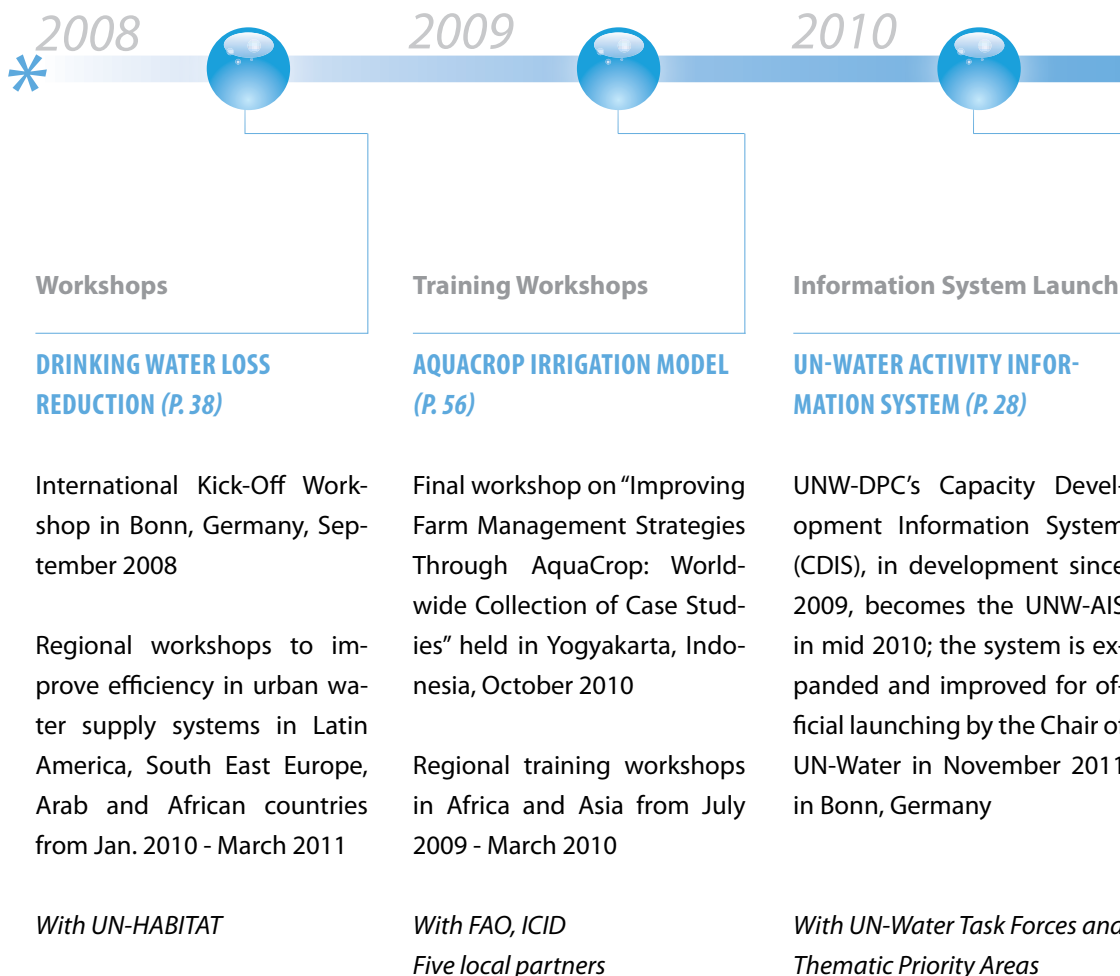 2008
2009
2010
*
Workshops
DRINKING WATER LOSS
REDUCTION (P. 38)
International Kick-Off Work-
shop in Bonn, Germany, Sep-
tember 2008
Regional workshops to im-
prove efficiency in urban wa-
ter supply systems in Latin
America, South East Europe,
Arab and African countries
from Jan. 2010 - March 2011
With UN-HABITAT
Training Workshops
AQUACROP IRRIGATION MODEL
(P. 56)
Final workshop on “Improving
Farm Management Strategies
Through AquaCrop: World-
wide Collection of Case Stud-
ies” held in Yogyakarta, Indo-
nesia, October 2010
Regional training workshops
in Africa and Asia from July
2009 - March 2010
With FAO, ICID
Five local partners
Information System Launch
UN-WATER ACTIVITY INFOR-
MATION SYSTEM (P. 28)
UNW-DPC’s Capacity Devel-
opment Information System
(CDIS), in development since
2009, becomes the UNW-AIS
in mid 2010; the system is ex-
panded and improved for of-
ficial launching by the Chair of
UN-Water in November 2011
in Bonn, Germany
With UN-Water Task Forces and
Thematic Priority Areas